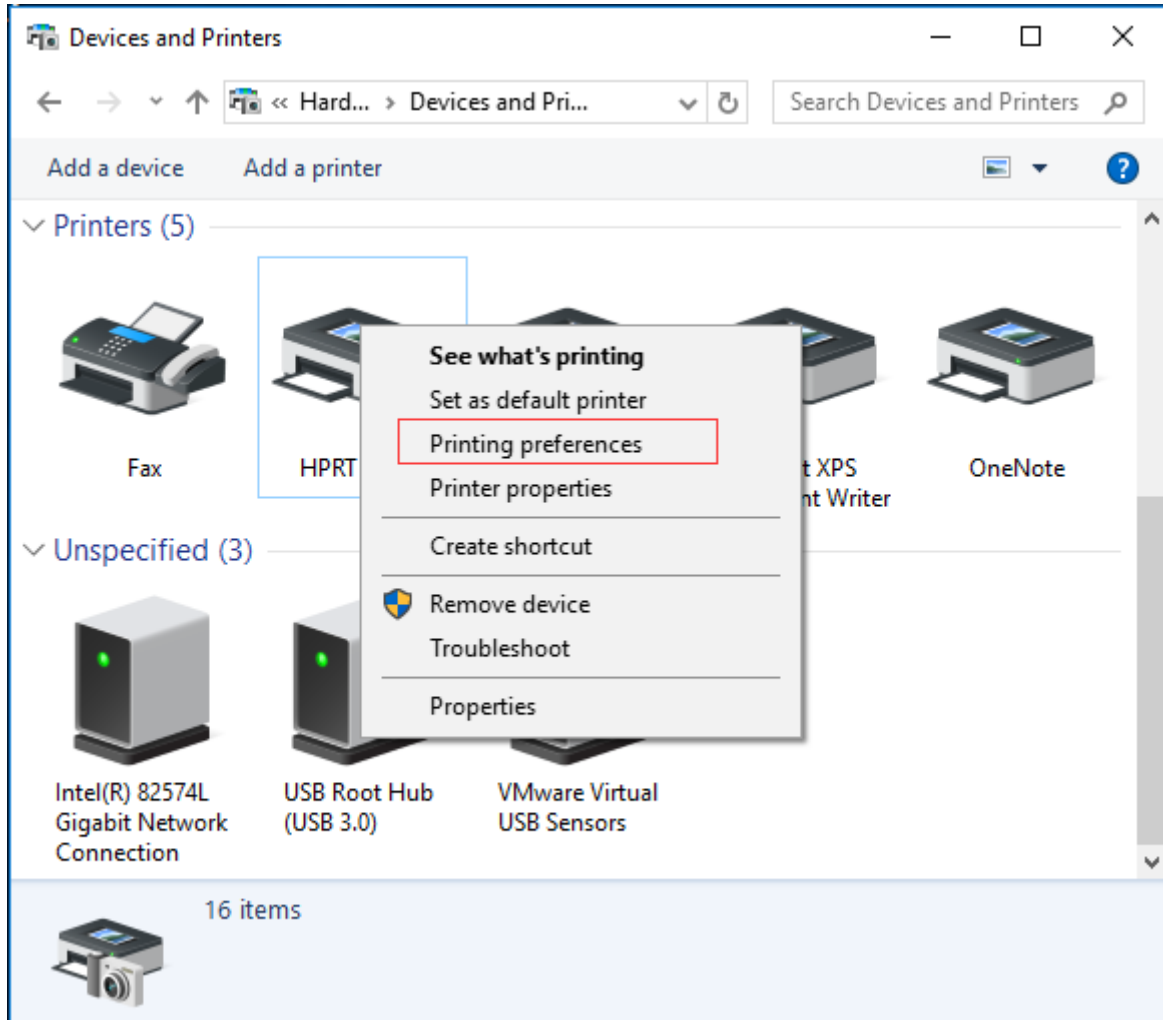 Devices and Printers
« Hard... > Devices and Pri...
Search Devices and Printers
Add a device
Add a printer
?
Printers (5)
See what's printing
Set as default printer
Printing preferences
Printer properties
Create shortcut
Remove device
Troubleshoot
Properties
Fax
HPRT
t XPS
nt Writer
OneNote
Unspecified (3)
Intel(R) 82574L
Gigabit Network
Connection
USB Root Hub
(USB 3.0)
VMware Virtual
USB Sensors
16 items